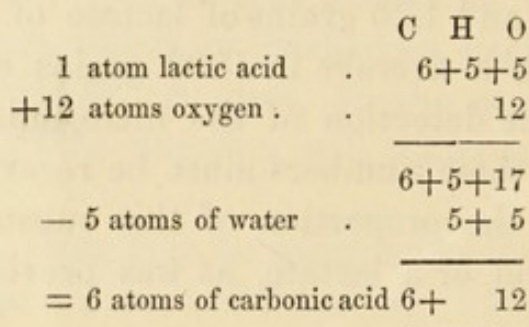 C H O
1 atom lactic acid . 6+5+5
+12 atoms oxygen . . 12
6+5+17
— 5 atoms of water . 5+ 5
= 6 atoms of carbonic acid 6+ 12